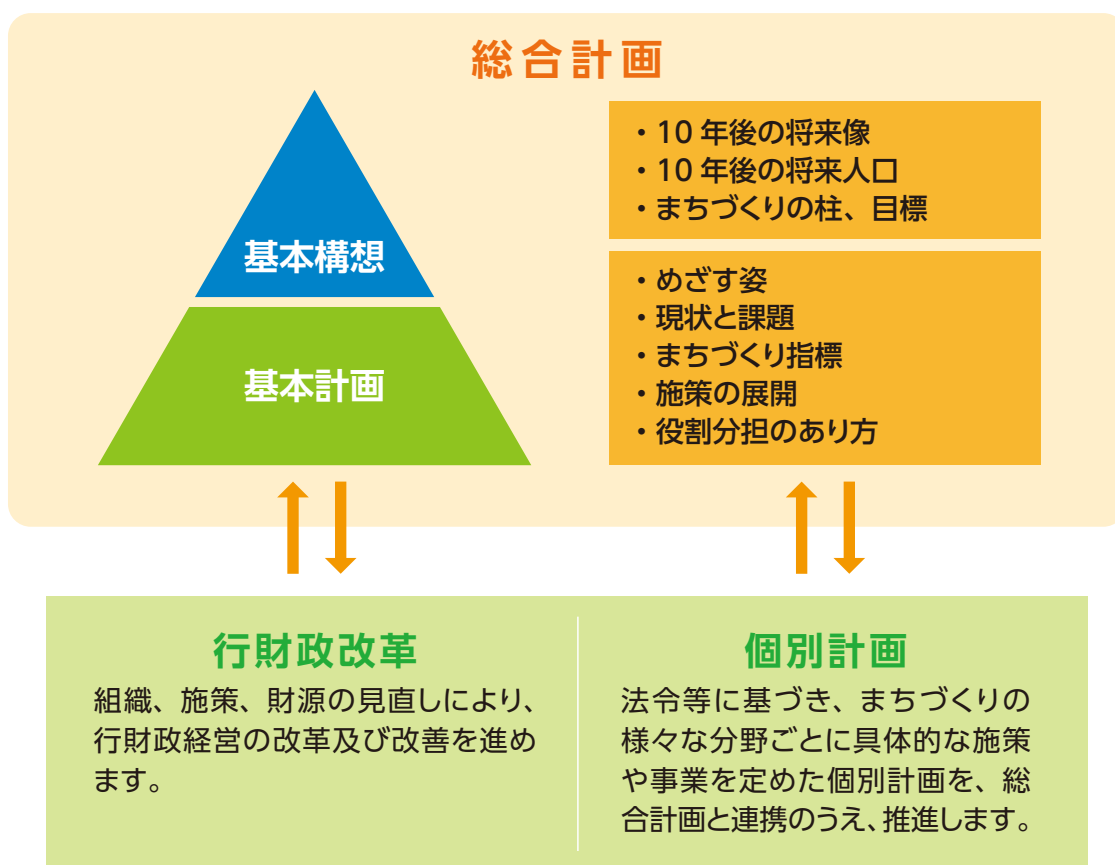 総合計画
基本構想
・10 年後の将来像
・10 年後の将来人口
・まちづくりの柱、目標
基本計画
・めざす姿
・現状と課題
・まちづくり指標
・施策の展開
・役割分担のあり方
行財政改革
組織、施策、財源の見直しにより、
行財政経営の改革及び改善を進め
ます。
個別計画
法令等に基づき、まちづくりの
様々な分野ごとに具体的な施策
や事業を定めた個別計画を、総
合計画と連携のうえ、推進します。